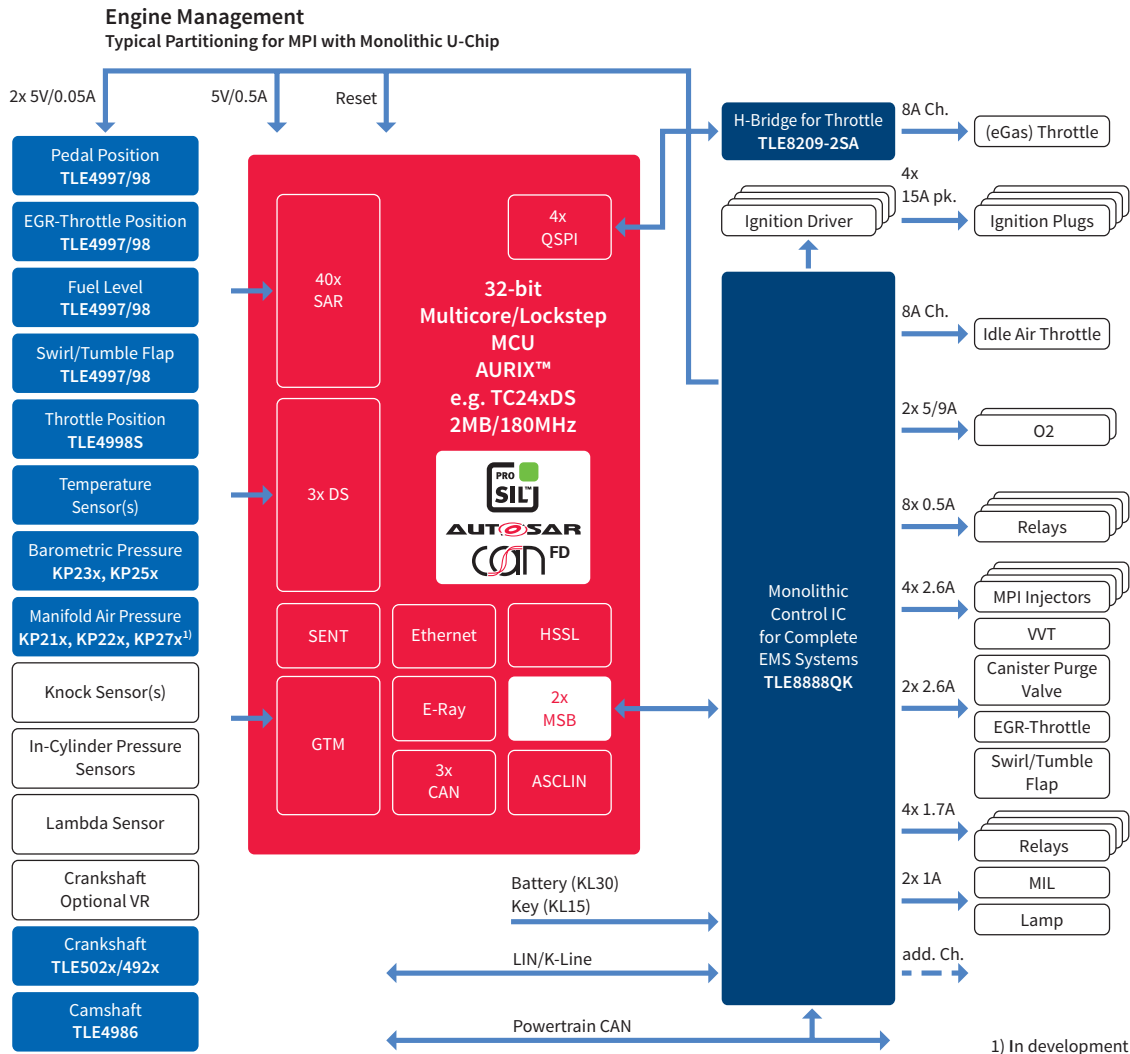 Engine Management
Typical Partitioning for MPI with Monolithic U-Chip
2x 5V/0.05A
5V/0.5A
Reset
Pedal Position
TLE4997/98
EGR-Throttle Position
TLE4997/98
Fuel Level
TLE4997/98
Swirl/Tumble Flap
TLE4997/98
Throttle Position
TLE4998S
Temperature
Sensor(s)
Barometric Pressure
KP23x, KP25x
Manifold Air Pressure
KP21x, KP22x, KP27x1)
Knock Sensor(s)
In-Cylinder Pressure
Sensors
Lambda Sensor
Crankshaft
Optional VR
Crankshaft
TLE502x/492x
Camshaft
TLE4986
40x
SAR
3x DS
SENT
GTM
4x
QSPI
32-bit
Multicore/Lockstep
MCU
AURIX™
e.g. TC24xDS
2MB/180MHz
PRO
SIL™
AUTOSAR
CAN FD
Ethernet
HSSL
E-Ray
2x
MSB
3x
CAN
ASCLIN
Battery (KL30)
Key (KL15)
LIN/K-Line
Powertrain CAN
H-Bridge for Throttle
TLE8209-2SA
Ignition Driver
Monolithic
Control IC
for Complete
EMS Systems
TLE8888QK
8A Ch.
(eGas) Throttle
4x
15A pk.
Ignition Plugs
8A Ch.
Idle Air Throttle
2x 5/9A
O2
8x 0.5A
Relays
4x 2.6A
MPI Injectors
VVT
2x 2.6A
Canister Purge
Valve
EGR-Throttle
Swirl/Tumble
Flap
4x 1.7A
Relays
2x 1A
MIL
Lamp
add. Ch.
1) In development